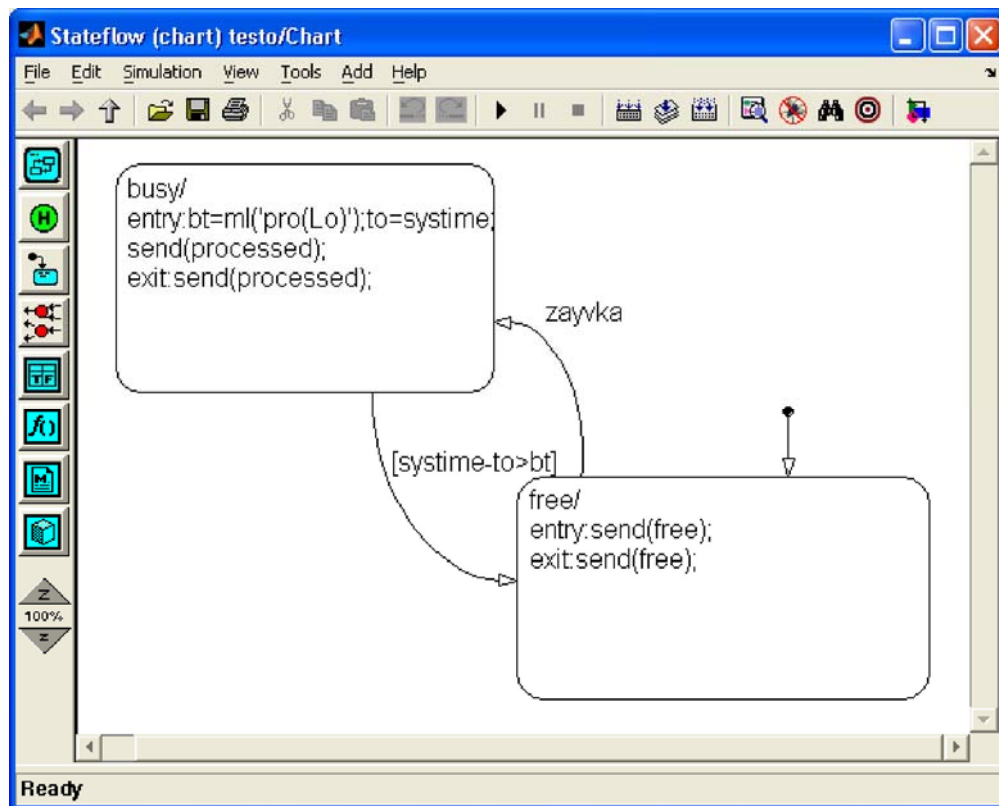 Stateflow (chart) testo/Chart
File Edit Simulation View Tools Add Help
busy/
entry:bt=ml('pro(Lo)');to=systime;
send(processed);
exit:send(processed);
zayvka
[systime-to>bt]
free/
entry:send(free);
exit:send(free);
H
TF
f()
M
Z
100%
Z
Ready